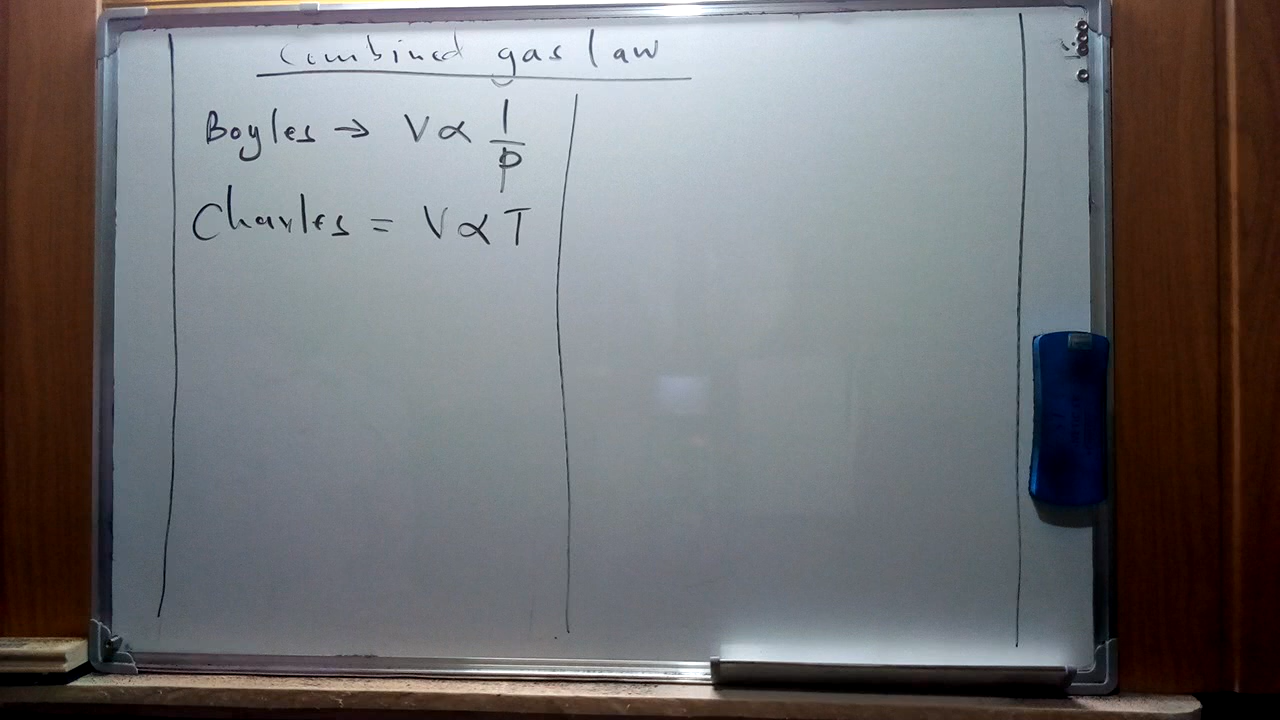 Combined gas law
Boyles → V ∝ 1/P
Charles = V ∝ T